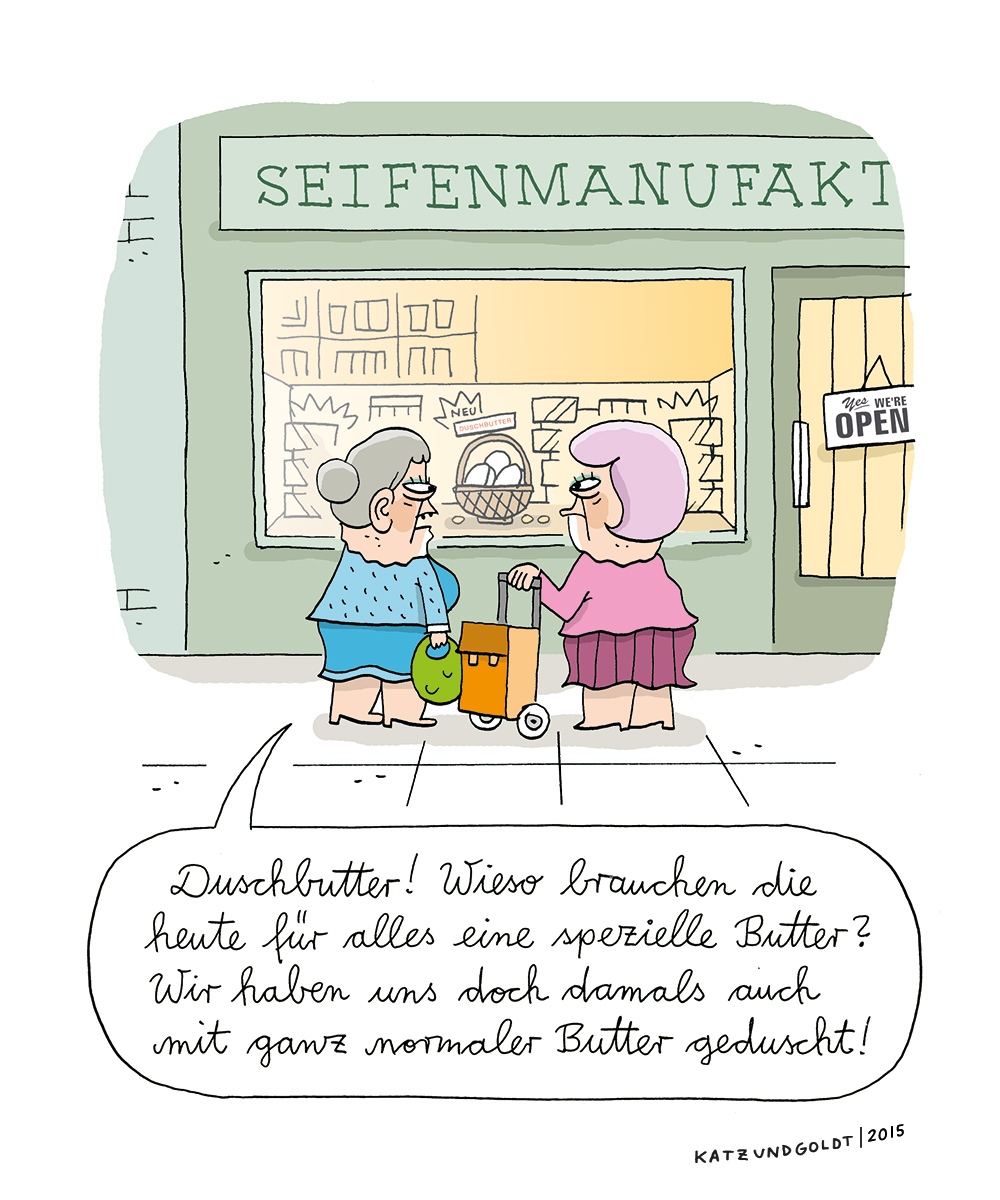 SEIFENMANUFAKT
NEU!
DUSCHBUTTER
Yes WE'RE
OPEN
Duschbutter! Wieso brauchen die
heute für alles eine spezielle Butter?
Wir haben uns doch damals auch
mit ganz normaler Butter geduscht!
KATZUNDGOLDT|2015